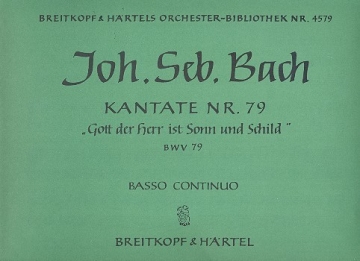 BREITKOPF & HÄRTELS ORCHESTER-BIBLIOTHEK NR. 4579
Joh. Seb. Bach
KANTATE NR. 79
„Gott der Herr ist Sonn und Schild"
BWV 79
BASSO CONTINUO
BREITKOPF & HÄRTEL